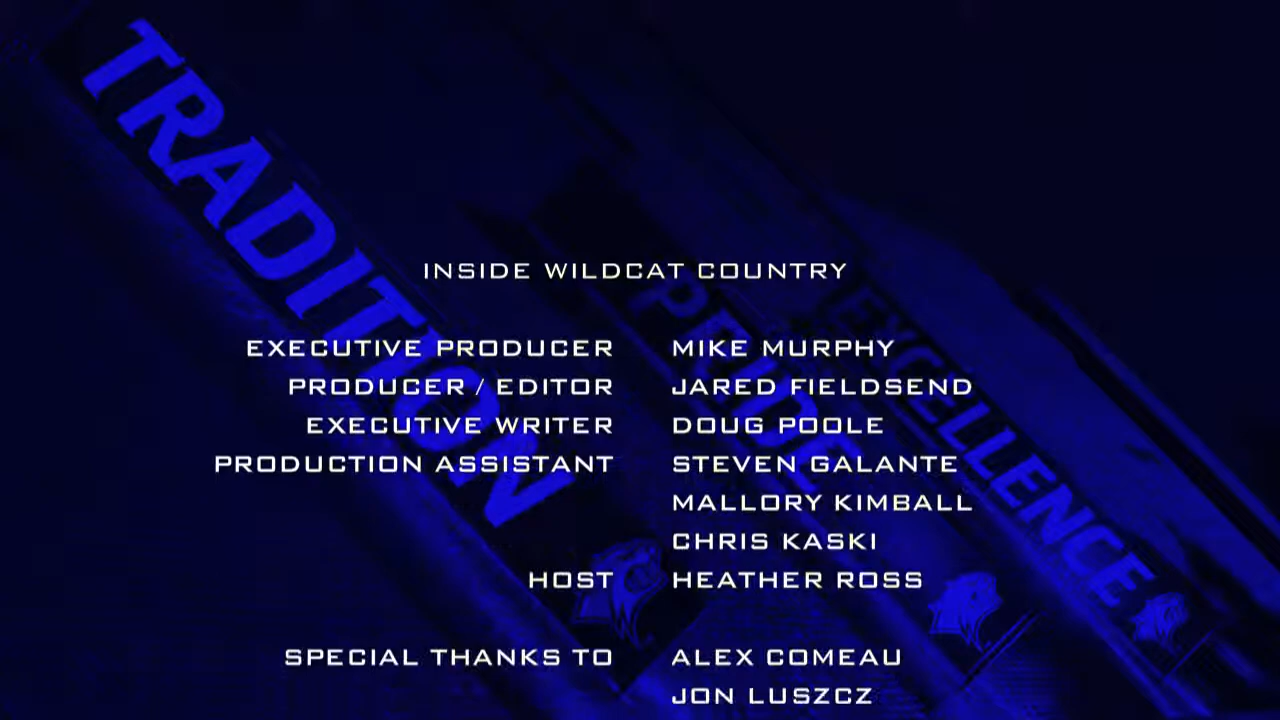 TRADITION
PRIDE
EXCELLENCE
INSIDE WILDCAT COUNTRY
EXECUTIVE PRODUCER MIKE MURPHY
PRODUCER / EDITOR JARED FIELDSEND
EXECUTIVE WRITER DOUG POOLE
PRODUCTION ASSISTANT STEVEN GALANTE
MALLORY KIMBALL
CHRIS KASKI
HOST HEATHER ROSS
SPECIAL THANKS TO ALEX COMEAU
JON LUSZCZ